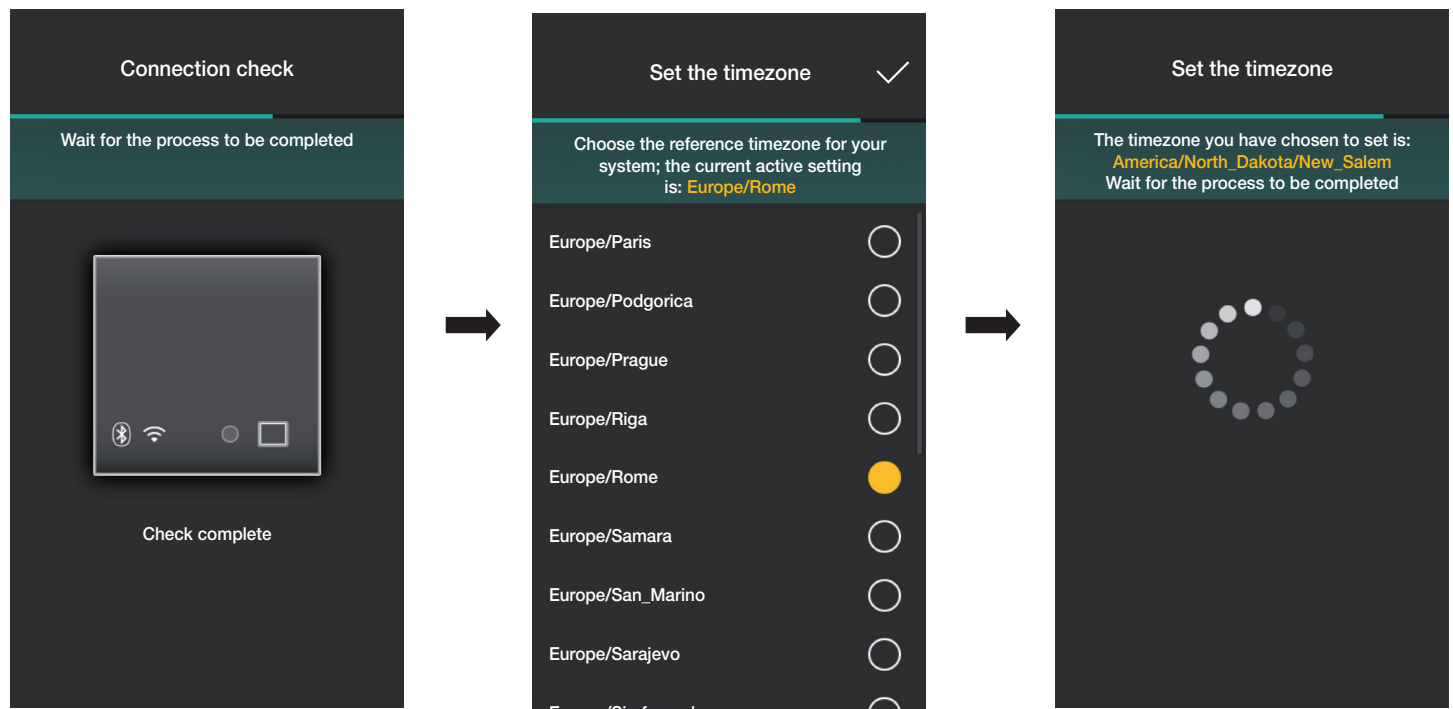 Connection check
Wait for the process to be completed
Check complete
Set the timezone
Choose the reference timezone for your
system; the current active setting
is: Europe/Rome
Europe/Paris
Europe/Podgorica
Europe/Prague
Europe/Riga
Europe/Rome
Europe/Samara
Europe/San_Marino
Europe/Sarajevo
Set the timezone
The timezone you have chosen to set is:
America/North_Dakota/New_Salem
Wait for the process to be completed